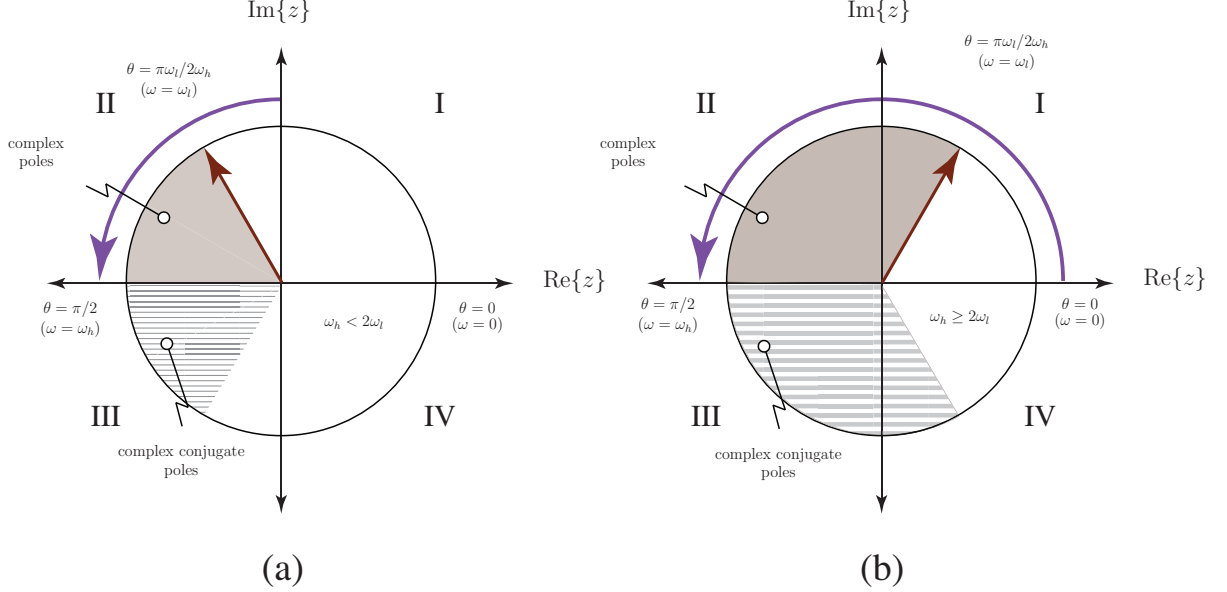 Im{z}
θ = πω_l/2ω_h
(ω = ω_l)
II
I
complex
poles
Re{z}
θ = π/2
(ω = ω_h)
ω_h < 2ω_l
θ = 0
(ω = 0)
III
IV
complex conjugate
poles
(a)
Im{z}
θ = πω_l/2ω_h
(ω = ω_l)
II
I
complex
poles
Re{z}
θ = π/2
(ω = ω_h)
ω_h ≥ 2ω_l
θ = 0
(ω = 0)
III
IV
complex conjugate
poles
(b)